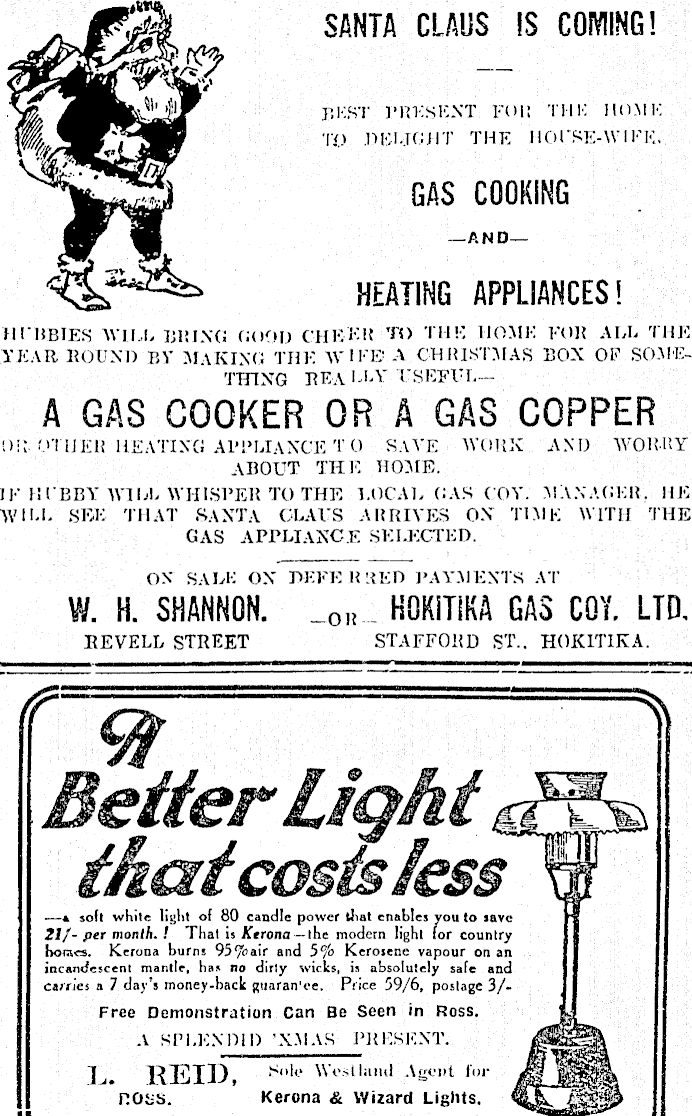 SANTA CLAUS IS COMING!
BEST PRESENT FOR THE HOME
TO DELIGHT THE HOUSE-WIFE.
GAS COOKING
—AND—
HEATING APPLIANCES!
HUBBIES WILL BRING GOOD CHEER TO THE HOME FOR ALL THE
YEAR ROUND BY MAKING THE WIFE A CHRISTMAS BOX OF SOME-
THING REALLY USEFUL—
A GAS COOKER OR A GAS COPPER
OR OTHER HEATING APPLIANCE TO SAVE WORK AND WORRY
ABOUT THE HOME.
IF HUBBY WILL WHISPER TO THE LOCAL GAS COY. MANAGER, HE
WILL SEE THAT SANTA CLAUS ARRIVES ON TIME WITH THE
GAS APPLIANCE SELECTED.
ON SALE ON DEFERRED PAYMENTS AT
W. H. SHANNON. —OR— HOKITIKA GAS COY. LTD.
REVELL STREET STAFFORD ST., HOKITIKA.
A
Better Light
that costs less
—a soft white light of 80 candle power that enables you to save
21/- per month.! That is Kerona—the modern light for country
homes. Kerona burns 95% air and 5% Kerosene vapour on an
incandescent mantle, has no dirty wicks, is absolutely safe and
carries a 7 day's money-back guarantee. Price 59/6, postage 3/-
Free Demonstration Can Be Seen in Ross.
A SPLENDID 'XMAS PRESENT.
L. REID, Sole Westland Agent for
ROSS. Kerona & Wizard Lights.